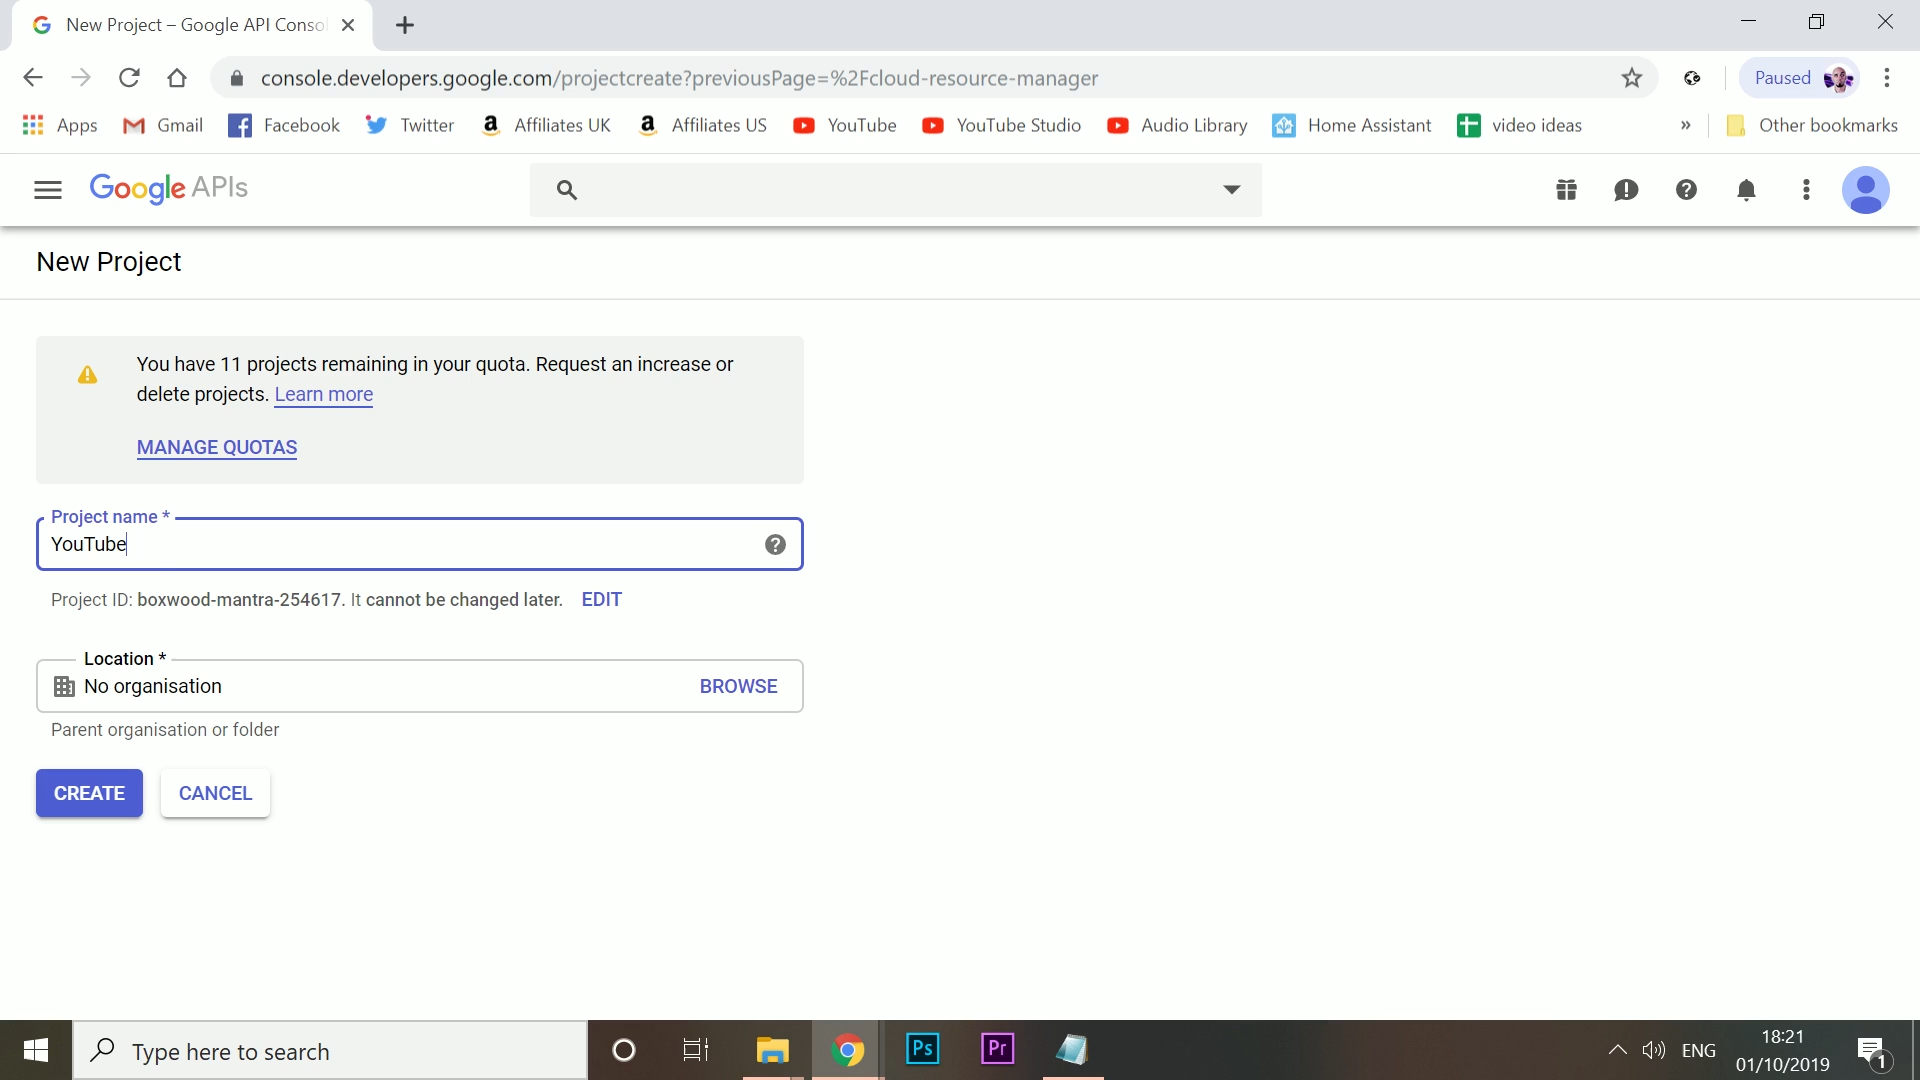 New Project – Google API Conso
console.developers.google.com/projectcreate?previousPage=%2Fcloud-resource-manager
Paused
Apps
Gmail
Facebook
Twitter
Affiliates UK
Affiliates US
YouTube
YouTube Studio
Audio Library
Home Assistant
video ideas
»
Other bookmarks
Google APIs
New Project
You have 11 projects remaining in your quota. Request an increase or
delete projects. Learn more
MANAGE QUOTAS
Project name *
YouTube
Project ID: boxwood-mantra-254617. It cannot be changed later. EDIT
Location *
No organisation
BROWSE
Parent organisation or folder
CREATE
CANCEL
Type here to search
Ps
Pr
ENG
18:21
01/10/2019
1